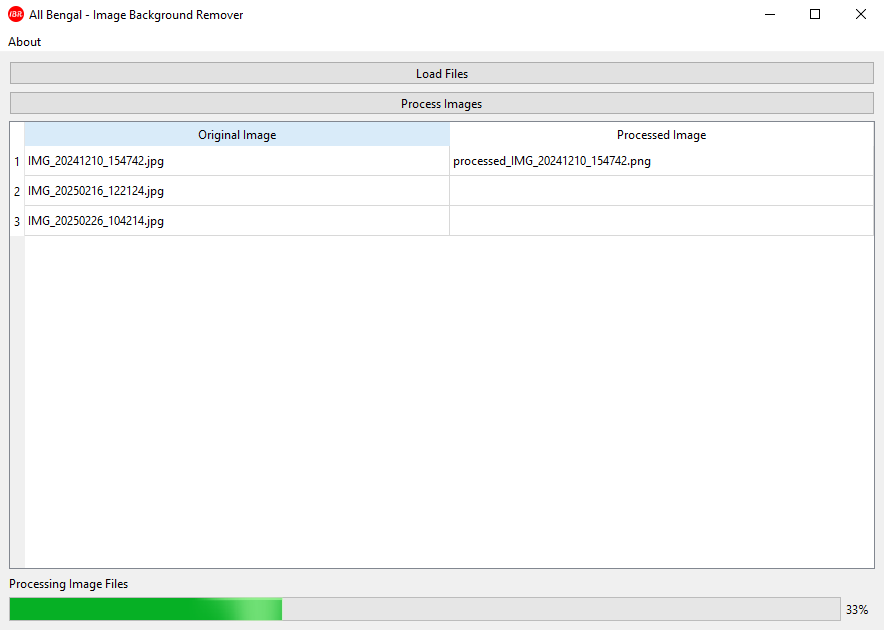 IBR All Bengal - Image Background Remover
About
Load Files
Process Images
Original Image Processed Image
1 IMG_20241210_154742.jpg processed_IMG_20241210_154742.png
2 IMG_20250216_122124.jpg
3 IMG_20250226_104214.jpg
Processing Image Files
33%